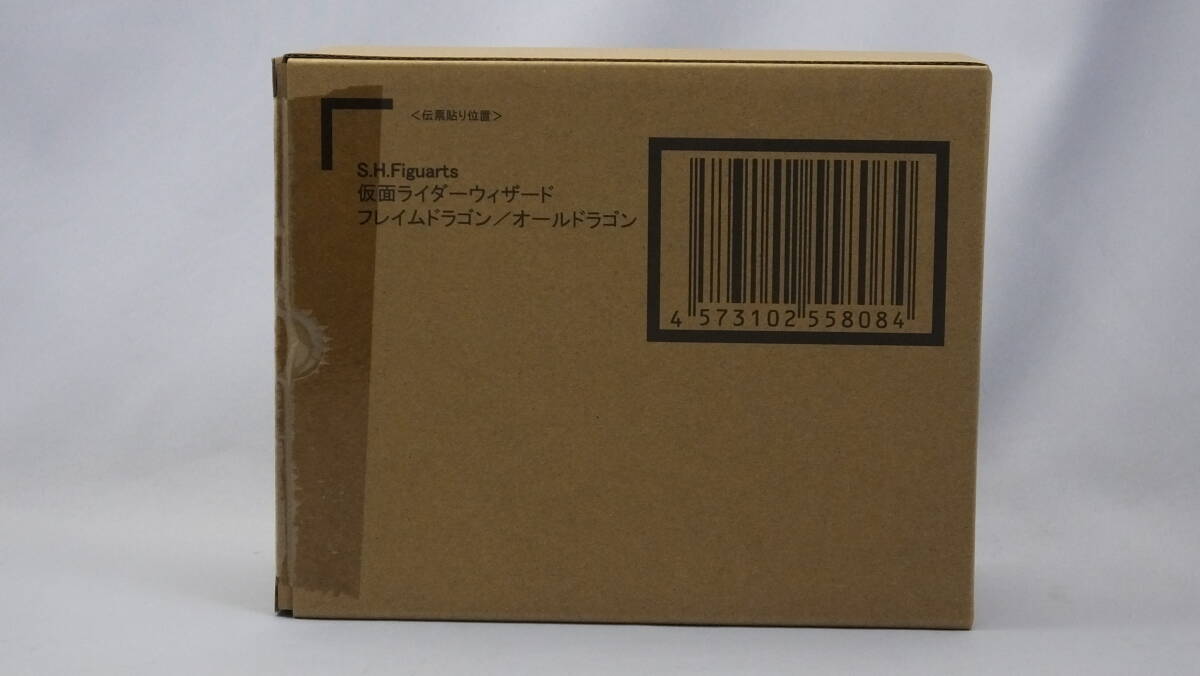 ＜伝票貼り位置＞
S.H.Figuarts
仮面ライダーウィザード
フレイムドラゴン／オールドラゴン
4 573102 558084